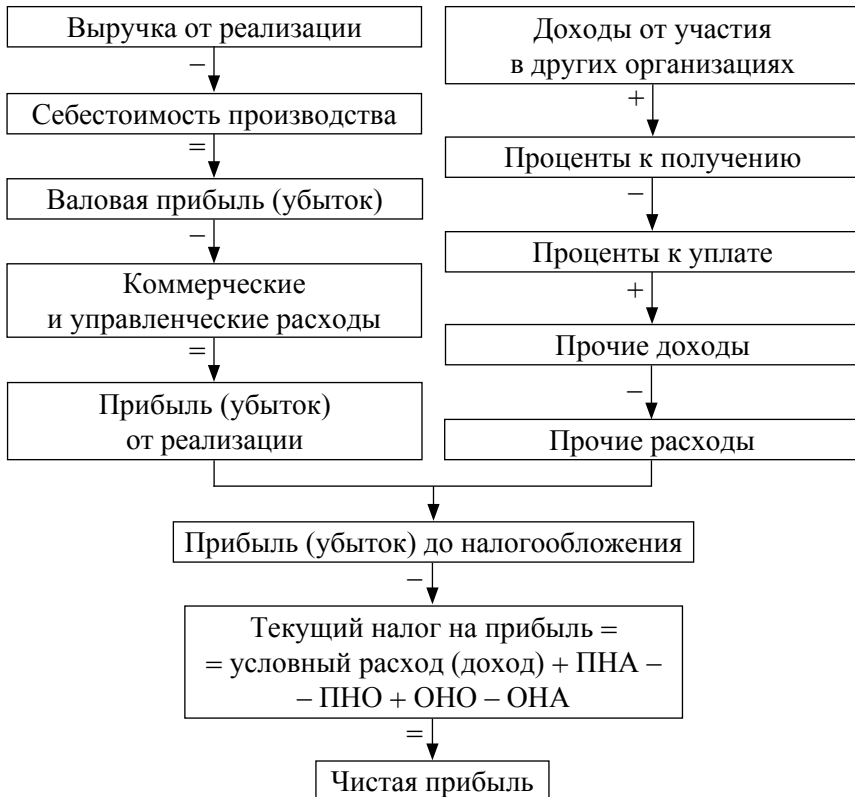 Выручка от реализации
−
Себестоимость производства
=
Валовая прибыль (убыток)
−
Коммерческие
и управленческие расходы
=
Прибыль (убыток)
от реализации
Доходы от участия
в других организациях
+
Проценты к получению
−
Проценты к уплате
+
Прочие доходы
−
Прочие расходы
Прибыль (убыток) до налогообложения
−
Текущий налог на прибыль =
= условный расход (доход) + ПНА −
− ПНО + ОНО − ОНА
=
Чистая прибыль